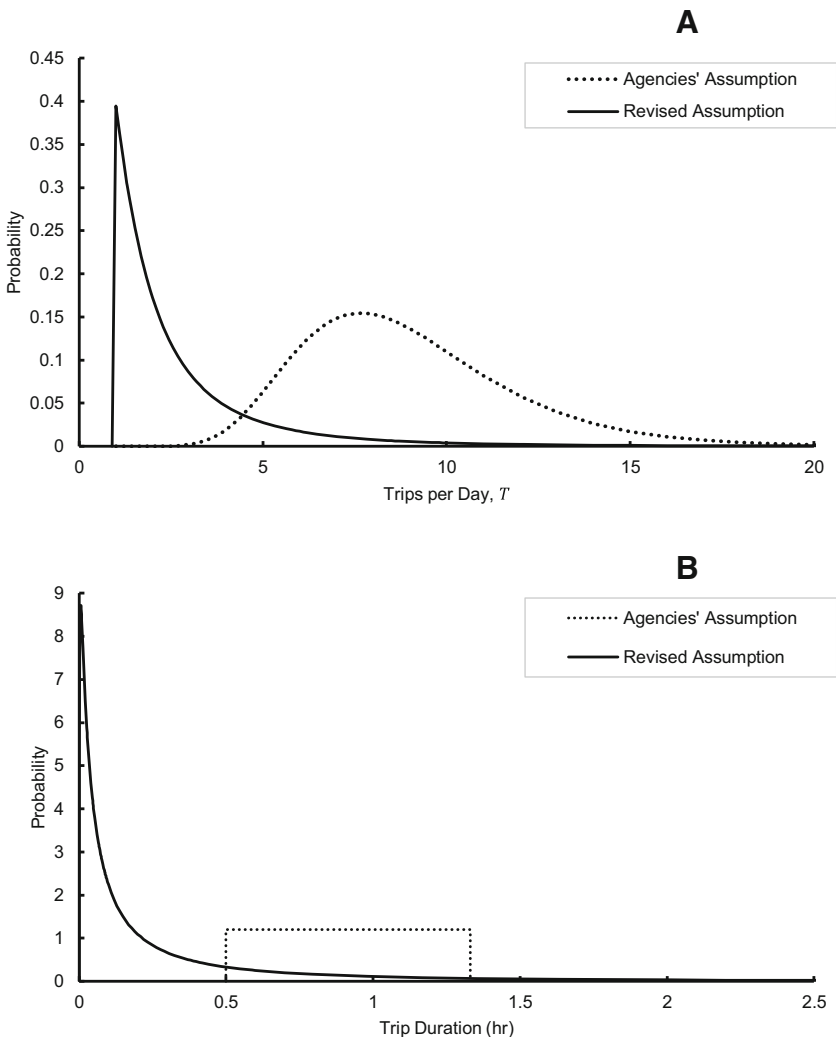 A
Agencies' Assumption
Revised Assumption
0.45
0.4
0.35
0.3
0.25
0.2
0.15
0.1
0.05
0
Probability
0 5 10 15 20
Trips per Day, T
B
Agencies' Assumption
Revised Assumption
9
8
7
6
5
4
3
2
1
0
Probability
0 0.5 1 1.5 2 2.5
Trip Duration (hr)